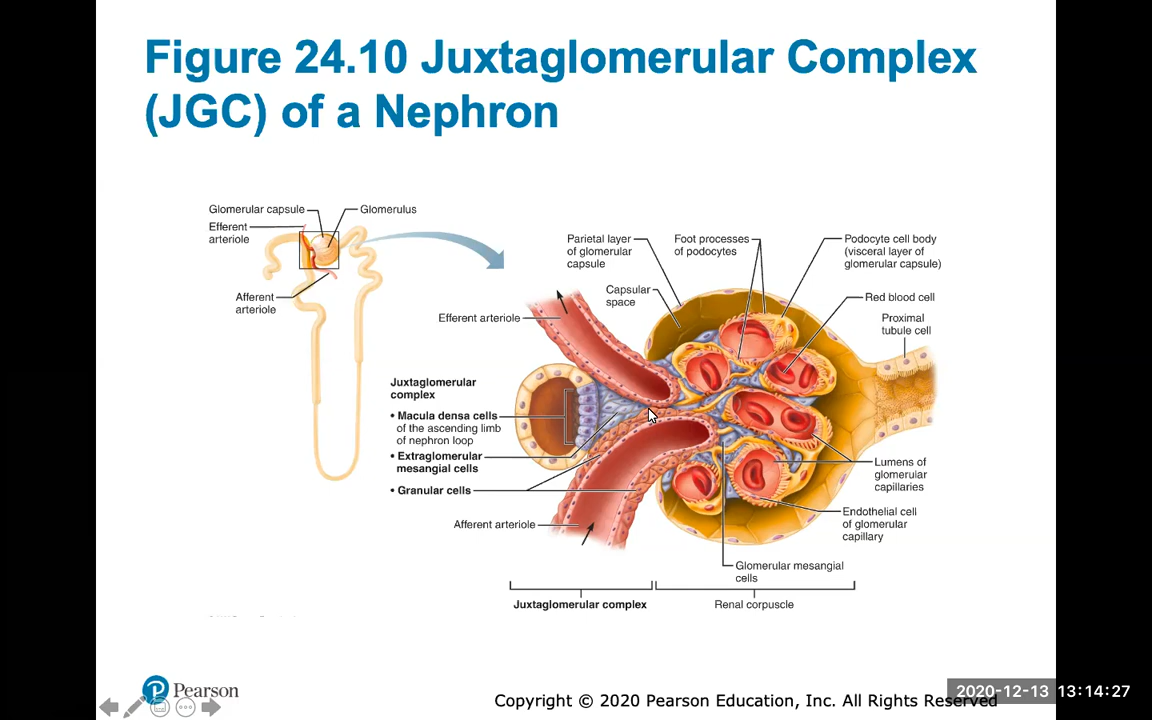 Figure 24.10 Juxtaglomerular Complex
(JGC) of a Nephron
Glomerular capsule
Glomerulus
Efferent
arteriole
Afferent
arteriole
Parietal layer
of glomerular
capsule
Foot processes
of podocytes
Podocyte cell body
(visceral layer of
glomerular capsule)
Capsular
space
Red blood cell
Efferent arteriole
Proximal
tubule cell
Juxtaglomerular
complex
• Macula densa cells
of the ascending limb
of nephron loop
• Extraglomerular
mesangial cells
• Granular cells
Afferent arteriole
Lumens of
glomerular
capillaries
Endothelial cell
of glomerular
capillary
Glomerular mesangial
cells
Juxtaglomerular complex
Renal corpuscle
Pearson
Copyright © 2020 Pearson Education, Inc. All Rights Reserved
2020-12-13 13:14:27